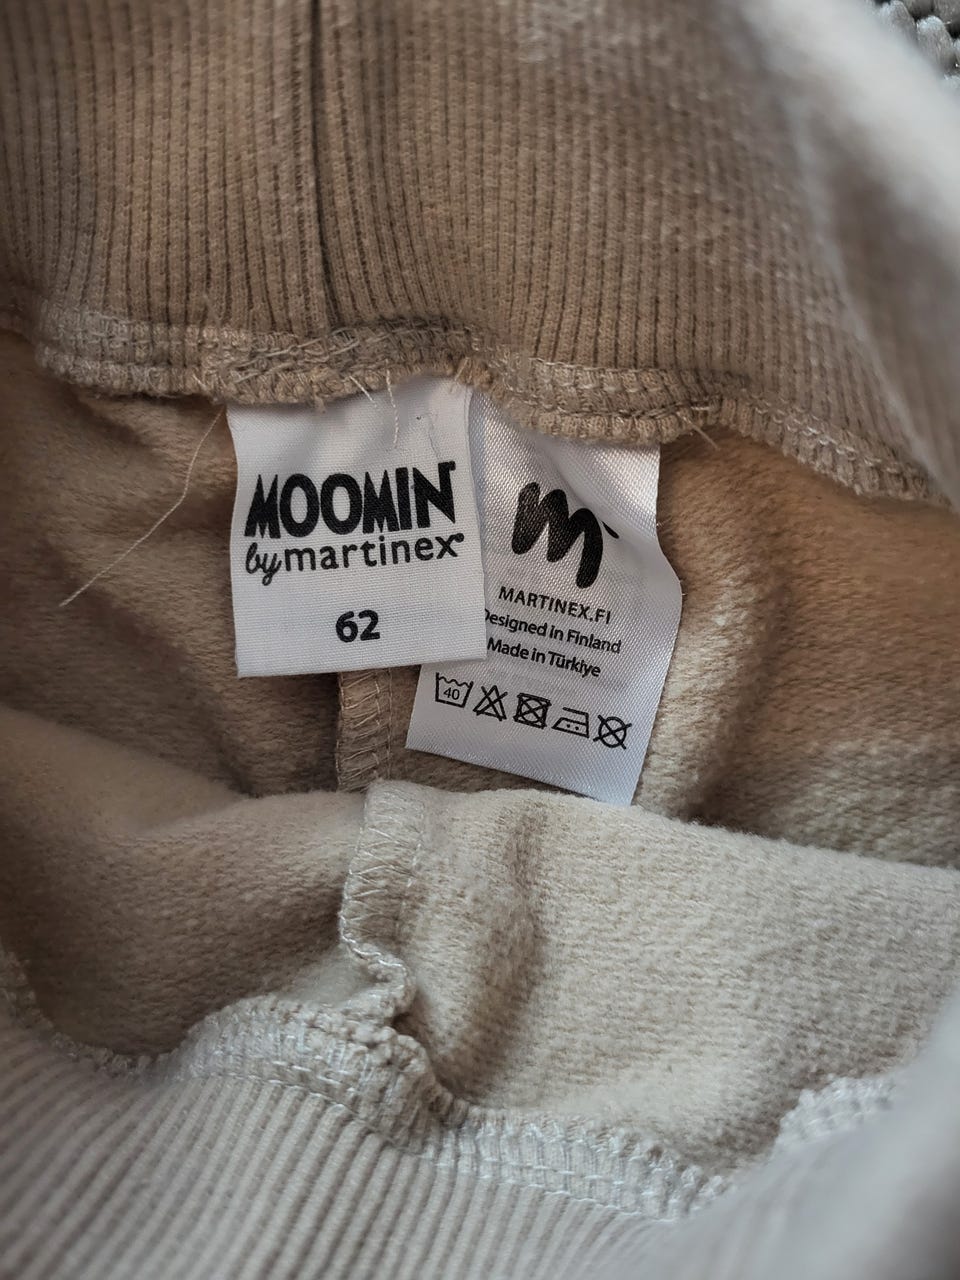 MOOMIN
by martinex®
62
MARTINEX.FI
Designed in Finland
Made in Türkiye
40